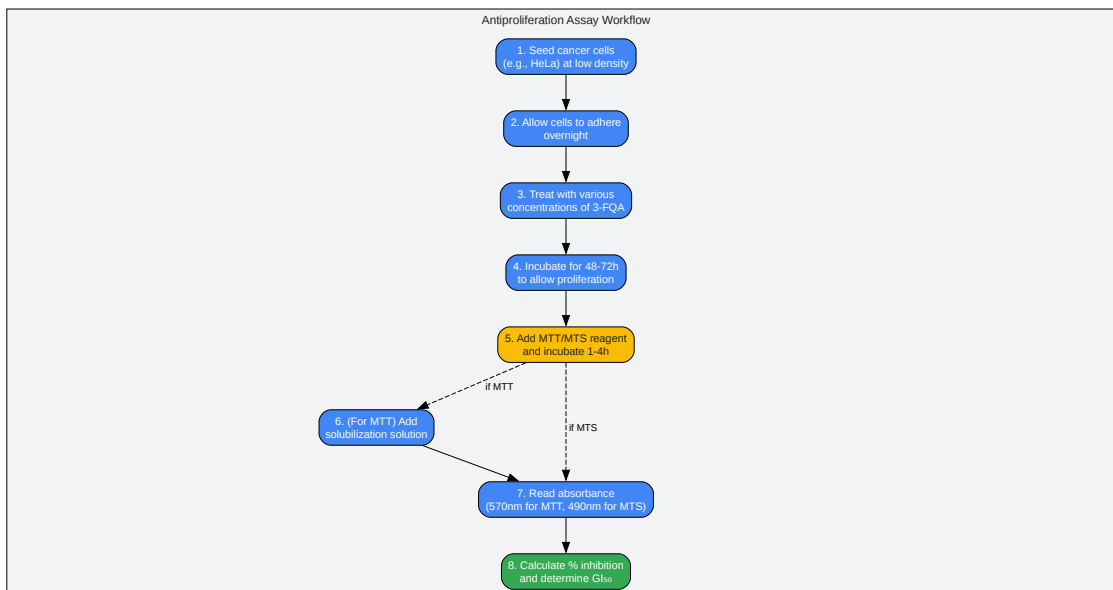 Antiproliferation Assay Workflow
1. Seed cancer cells
(e.g., HeLa) at low density
2. Allow cells to adhere
overnight
3. Treat with various
concentrations of 3-FQA
4. Incubate for 48-72h
to allow proliferation
5. Add MTT/MTS reagent
and incubate 1-4h
if MTT
6. (For MTT) Add
solubilization solution
if MTS
7. Read absorbance
(570nm for MTT, 490nm for MTS)
8. Calculate % inhibition
and determine GI₅₀